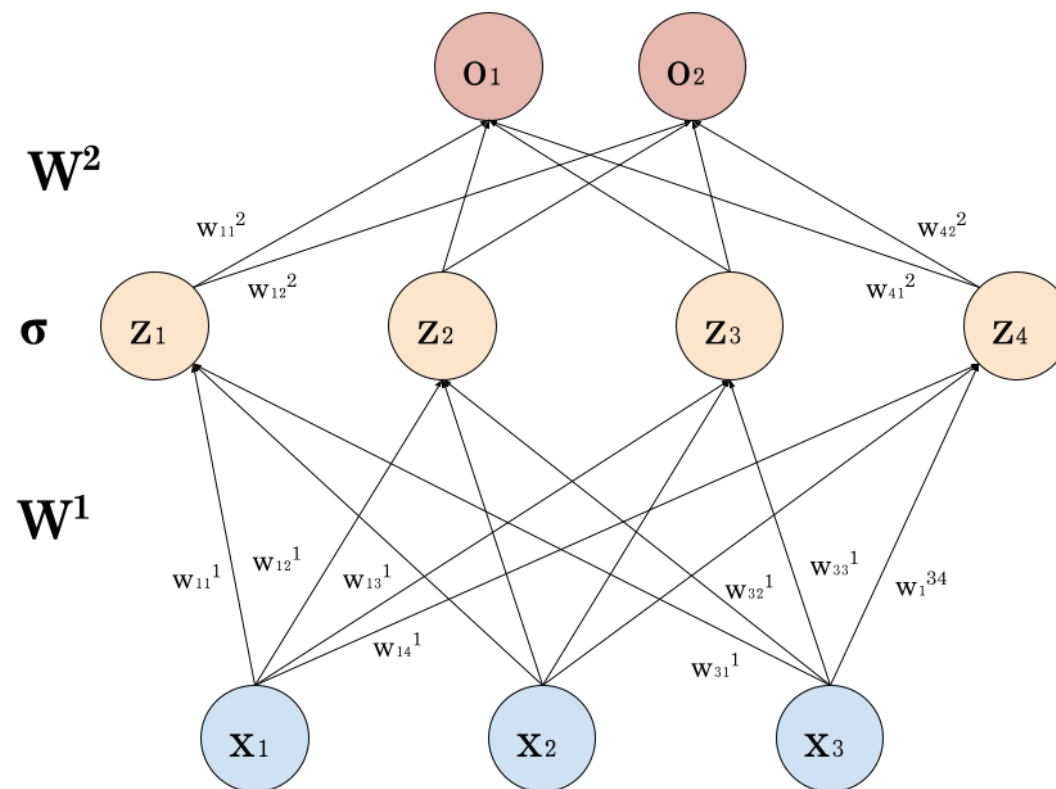 O₁ O₂
W²
w₁₁² w₄₂²
w₁₂² w₄₁²
σ z₁ z₂ z₃ z₄
W¹
w₁₁¹ w₁₂¹ w₁₃¹ w₃₂¹ w₃₃¹ w₁³⁴
w₁₄¹ w₃₁¹
x₁ x₂ x₃